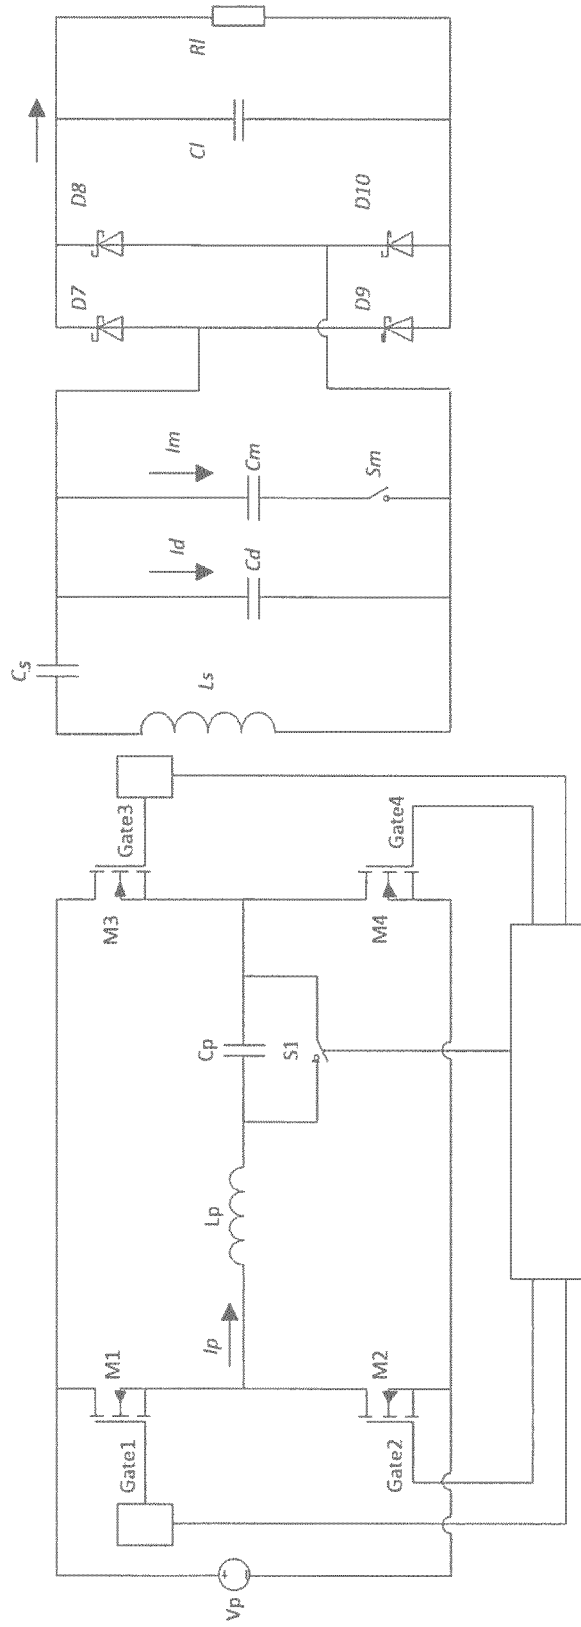 Vp
+
Gate1
M1
Gate2
M2
Ip
Lp
Cp
S1
M3
Gate3
M4
Gate4
Cs
Ls
Id
Cd
Im
Cm
Sm
D7
D8
D9
D10
Cl
Rl